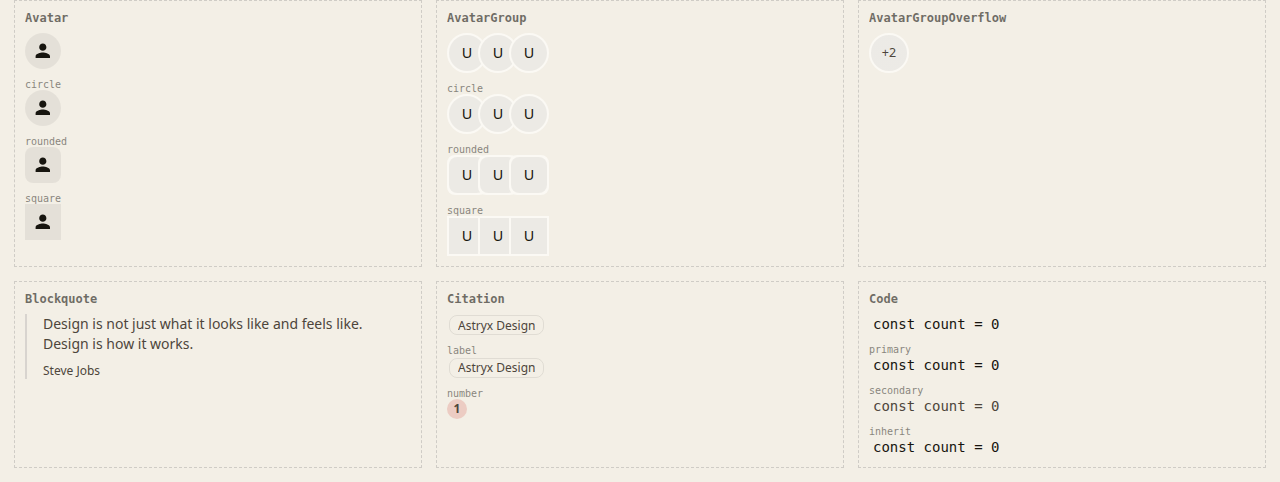 Avatar
circle
rounded
square
AvatarGroup
U U U
circle
U U U
rounded
U U U
square
U U U
AvatarGroupOverflow
+2
Blockquote
Design is not just what it looks like and feels like.
Design is how it works.
Steve Jobs
Citation
Astryx Design
label
Astryx Design
number
1
Code
const count = 0
primary
const count = 0
secondary
const count = 0
inherit
const count = 0